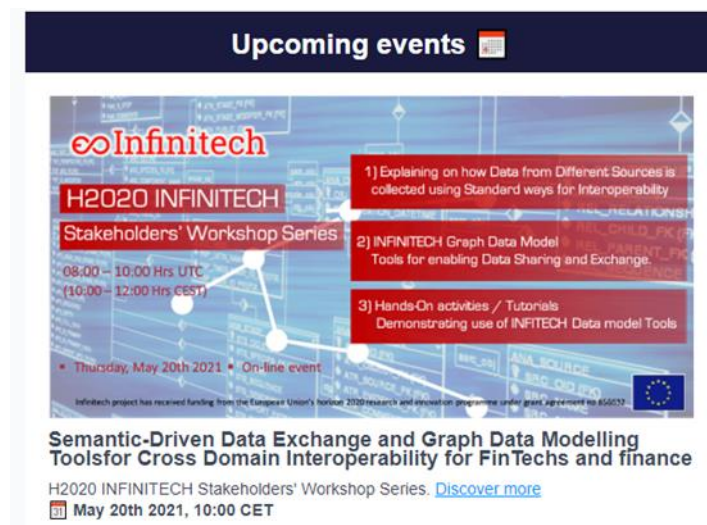 Upcoming events
Infinitech
H2020 INFINITECH
Stakeholders' Workshop Series
08:00 – 10:00 Hrs UTC
(10:00 – 12:00 Hrs CEST)
1) Explaining on how Data from Different Sources is
collected using Standard ways for Interoperability
2) INFINITECH Graph Data Model
Tools for enabling Data Sharing and Exchange.
3) Hands-On activities / Tutorials
Demonstrating use of INFITECH Data model Tools
Thursday, May 20th 2021 • On-line event
Infinitech project has received funding from the European Union's horizon 2020 research and innovation programme under grant agreement no 856632
Semantic-Driven Data Exchange and Graph Data Modelling
Toolsfor Cross Domain Interoperability for FinTechs and finance
H2020 INFINITECH Stakeholders' Workshop Series. Discover more
May 20th 2021, 10:00 CET